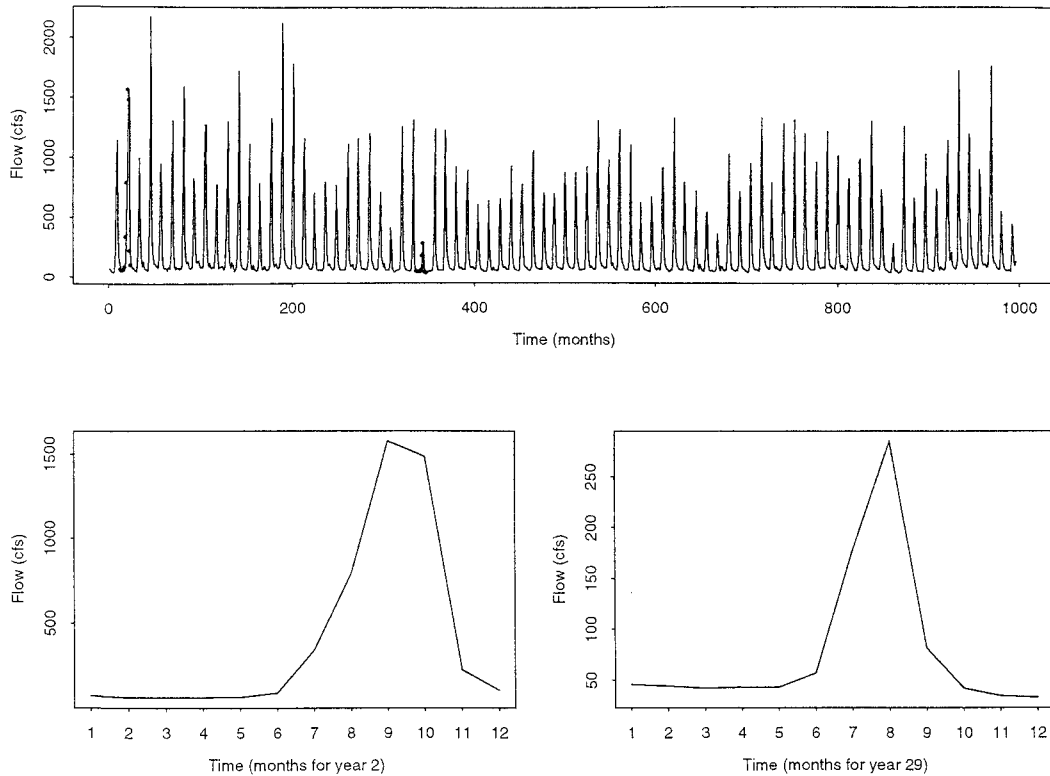 Flow (cfs)
2000
1500
1000
500
0
0 200 400 600 800 1000
Time (months)
Flow (cfs)
1500
1000
500
1 2 3 4 5 6 7 8 9 10 11 12
Time (months for year 2)
Flow (cfs)
250
200
150
100
50
1 2 3 4 5 6 7 8 9 10 11 12
Time (months for year 29)